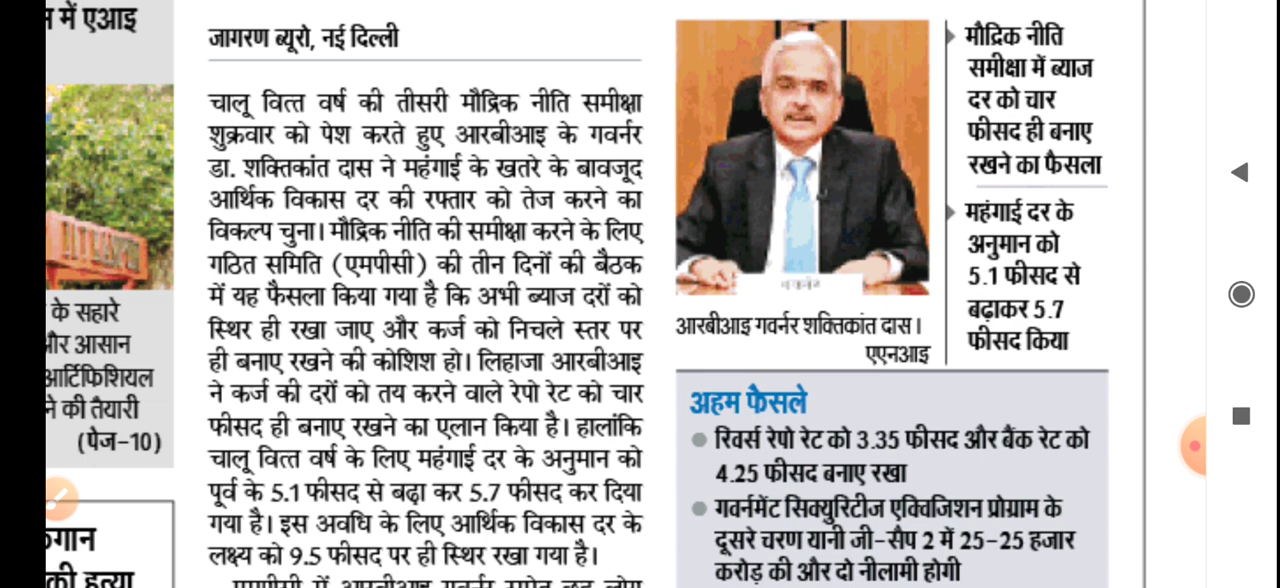 न में एआइ
के सहारे
और आसान
आर्टिफिशियल
ने की तैयारी
(पेज-10)
की हत्या
जागरण ब्यूरो, नई दिल्ली
चालू वित्त वर्ष की तीसरी मौद्रिक नीति समीक्षा
शुक्रवार को पेश करते हुए आरबीआइ के गवर्नर
डा. शक्तिकांत दास ने महंगाई के खतरे के बावजूद
आर्थिक विकास दर की रफ्तार को तेज करने का
विकल्प चुना। मौद्रिक नीति की समीक्षा करने के लिए
गठित समिति (एमपीसी) की तीन दिनों की बैठक
में यह फैसला किया गया है कि अभी ब्याज दरों को
स्थिर ही रखा जाए और कर्ज को निचले स्तर पर
ही बनाए रखने की कोशिश हो। लिहाजा आरबीआइ
ने कर्ज की दरों को तय करने वाले रेपो रेट को चार
फीसद ही बनाए रखने का एलान किया है। हालांकि
चालू वित्त वर्ष के लिए महंगाई दर के अनुमान को
पूर्व के 5.1 फीसद से बढ़ा कर 5.7 फीसद कर दिया
गया है। इस अवधि के लिए आर्थिक विकास दर के
लक्ष्य को 9.5 फीसद पर ही स्थिर रखा गया है।
आरबीआइ गवर्नर शक्तिकांत दास।
एएनआइ
मौद्रिक नीति
समीक्षा में ब्याज
दर को चार
फीसद ही बनाए
रखने का फैसला
महंगाई दर के
अनुमान को
5.1 फीसद से
बढ़ाकर 5.7
फीसद किया
अहम फैसले
रिवर्स रेपो रेट को 3.35 फीसद और बैंक रेट को
4.25 फीसद बनाए रखा
गवर्नमेंट सिक्युरिटीज एक्विजिशन प्रोग्राम के
दूसरे चरण यानी जी-सैप 2 में 25-25 हजार
करोड़ की और दो नीलामी होगी